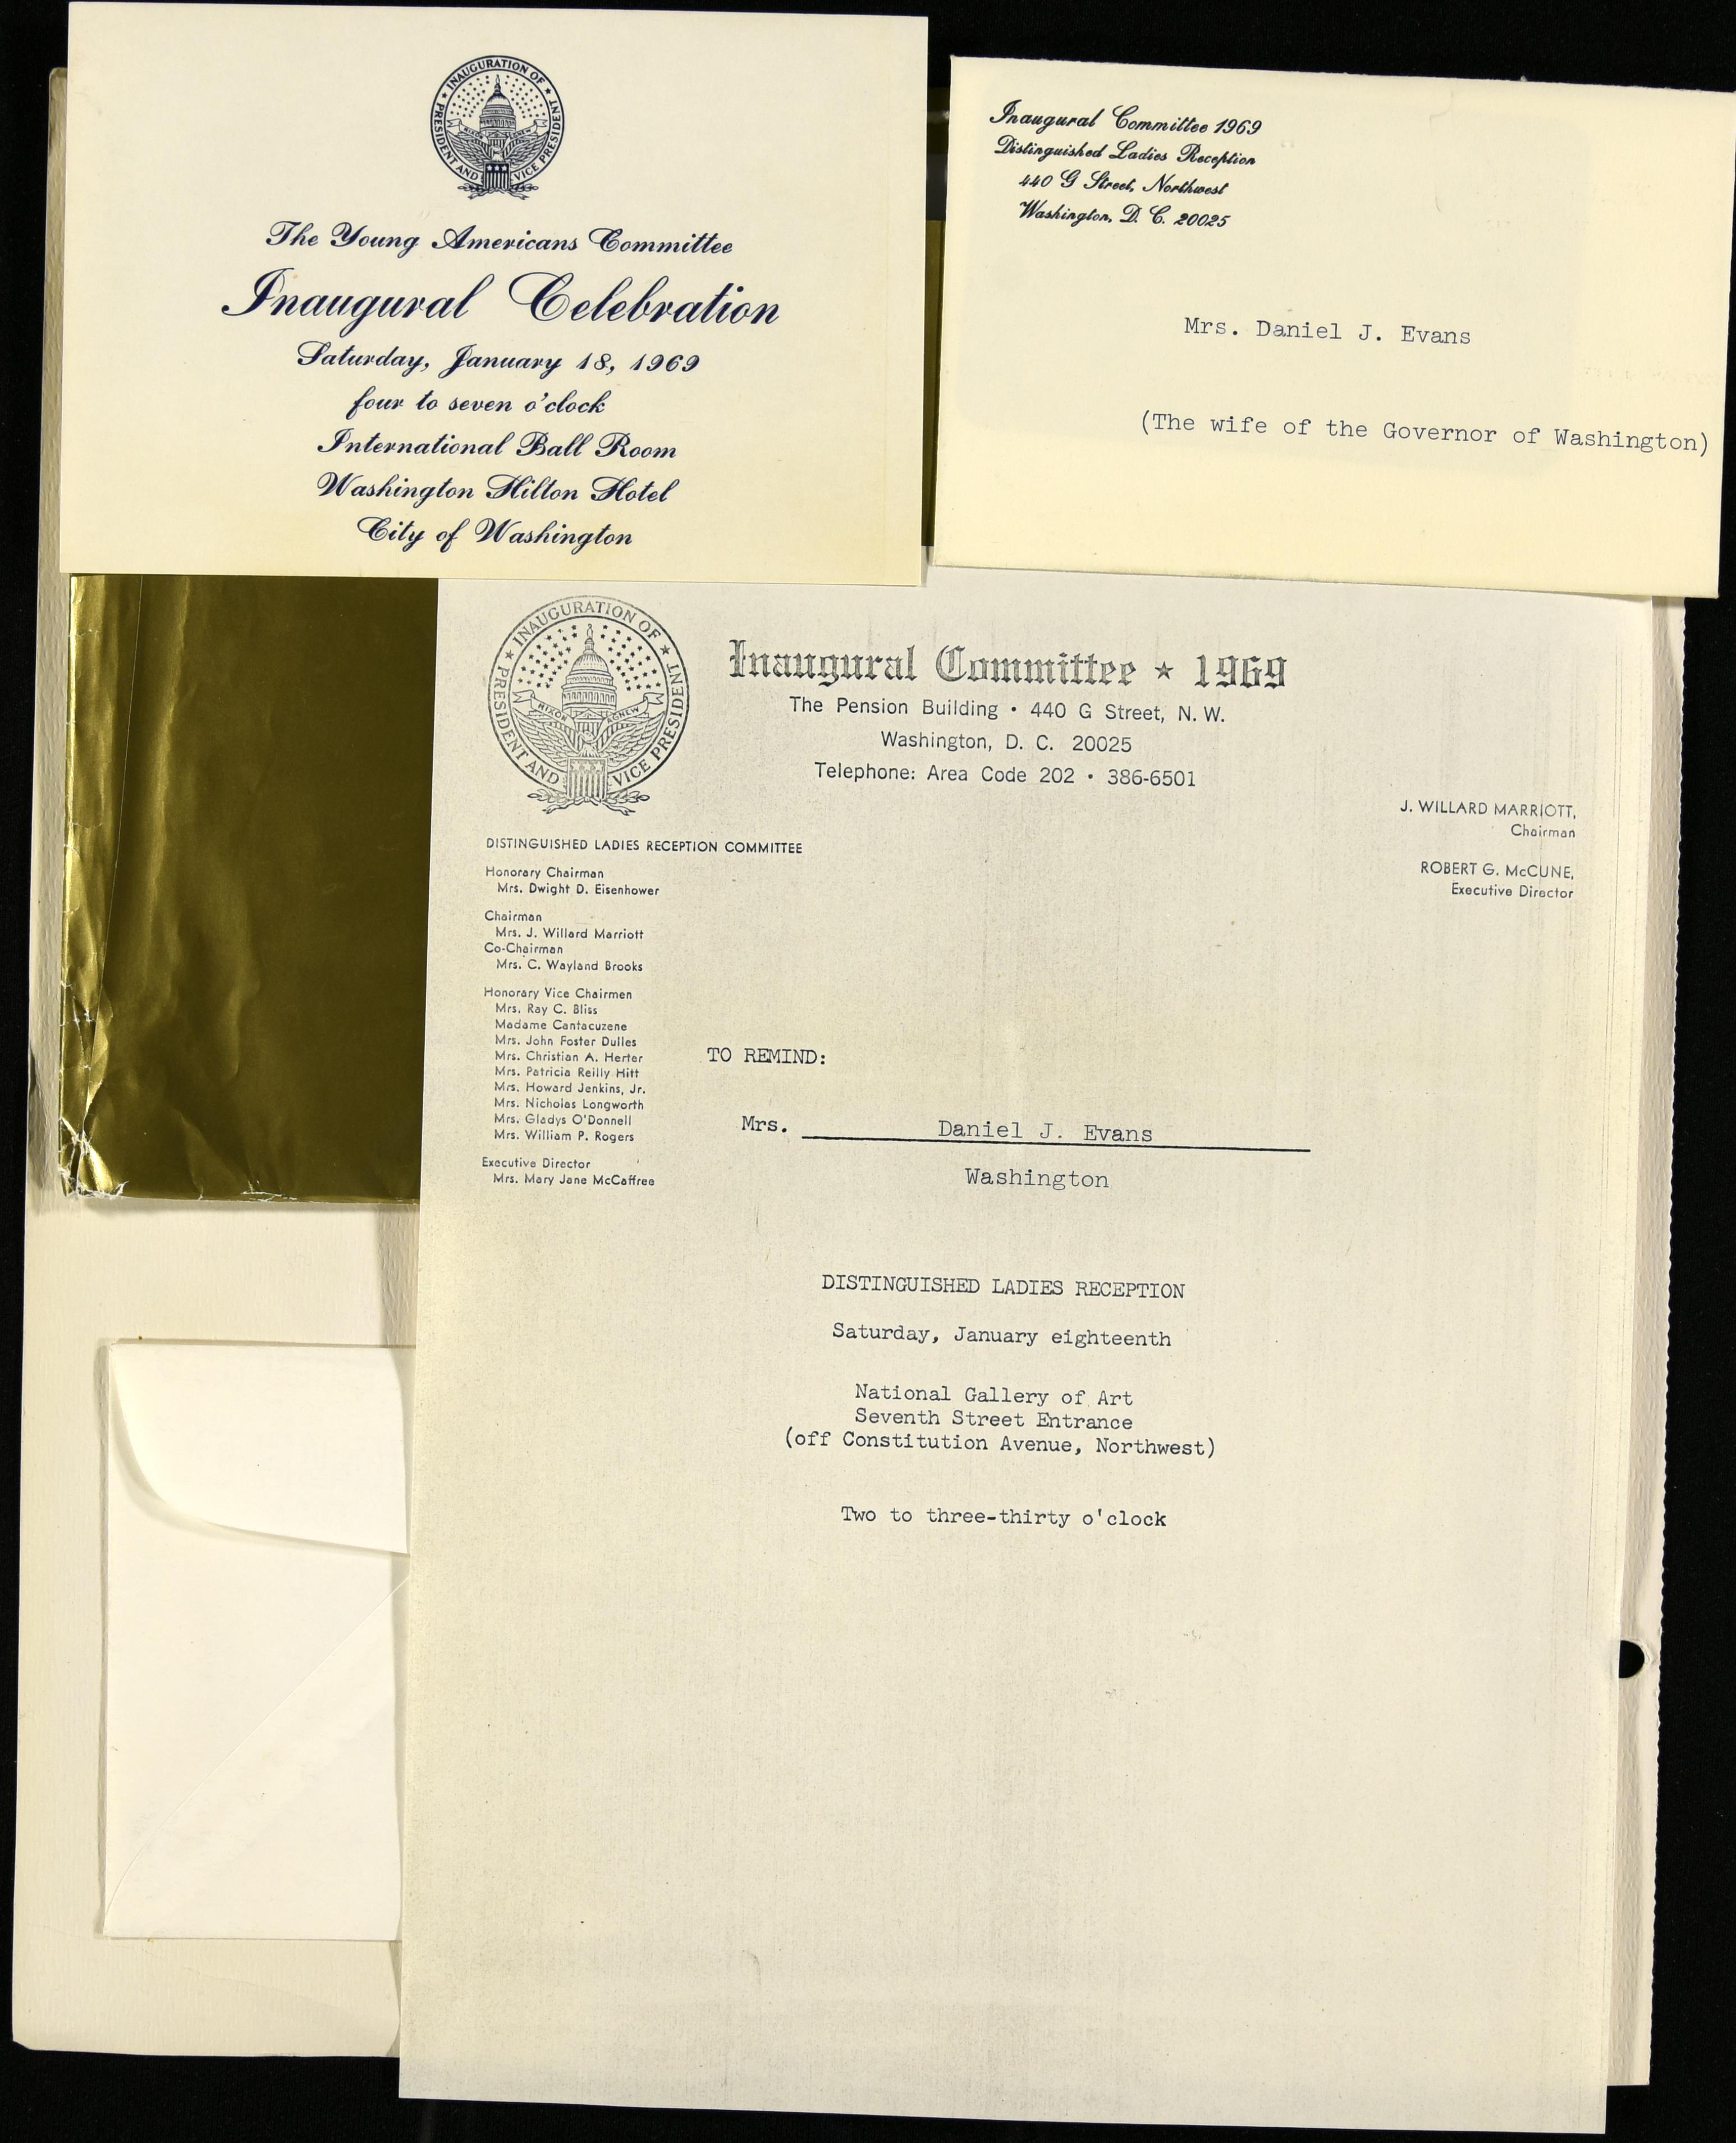 ★ INAUGURATION OF ★
PRESIDENT AND VICE PRESIDENT
NIXON AGNEW
The Young Americans Committee
Inaugural Celebration
Saturday, January 18, 1969
four to seven o'clock
International Ball Room
Washington Hilton Hotel
City of Washington
Inaugural Committee 1969
Distinguished Ladies Reception
440 G Street, Northwest
Washington, D. C. 20025
Mrs. Daniel J. Evans
(The wife of the Governor of Washington)
★ INAUGURATION OF ★
PRESIDENT AND VICE PRESIDENT
NIXON AGNEW
Inaugural Committee ★ 1969
The Pension Building • 440 G Street, N. W.
Washington, D. C. 20025
Telephone: Area Code 202 • 386-6501
J. WILLARD MARRIOTT,
Chairman
ROBERT G. McCUNE,
Executive Director
DISTINGUISHED LADIES RECEPTION COMMITTEE
Honorary Chairman
Mrs. Dwight D. Eisenhower
Chairman
Mrs. J. Willard Marriott
Co-Chairman
Mrs. C. Wayland Brooks
Honorary Vice Chairmen
Mrs. Ray C. Bliss
Madame Cantacuzene
Mrs. John Foster Dulles
Mrs. Christian A. Herter
Mrs. Patricia Reilly Hitt
Mrs. Howard Jenkins, Jr.
Mrs. Nicholas Longworth
Mrs. Gladys O'Donnell
Mrs. William P. Rogers
Executive Director
Mrs. Mary Jane McCaffree
TO REMIND:
Mrs. Daniel J. Evans
Washington
DISTINGUISHED LADIES RECEPTION
Saturday, January eighteenth
National Gallery of Art
Seventh Street Entrance
(off Constitution Avenue, Northwest)
Two to three-thirty o'clock